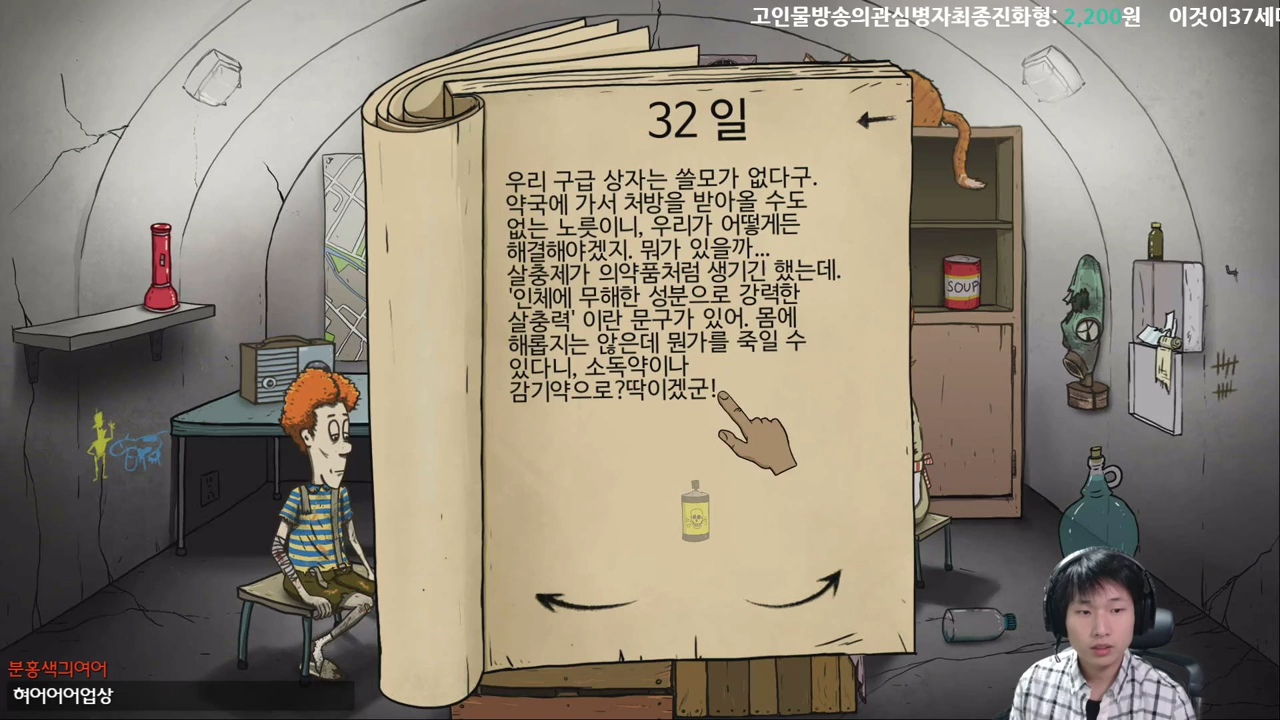 고인물방송의관심병자최종진화형: 2,200원 이것이37세
32 일
우리 구급 상자는 쓸모가 없다구.
약국에 가서 처방을 받아올 수도
없는 노릇이니, 우리가 어떻게든
해결해야겠지. 뭐가 있을까...
살충제가 의약품처럼 생기긴 했는데.
'인체에 무해한 성분으로 강력한
살충력' 이란 문구가 있어. 몸에
해롭지는 않은데 뭔가를 죽일 수
있다니, 소독약이나
감기약으로?딱이겠군!
SOUP
분홍색긔여어
혀어어어업상